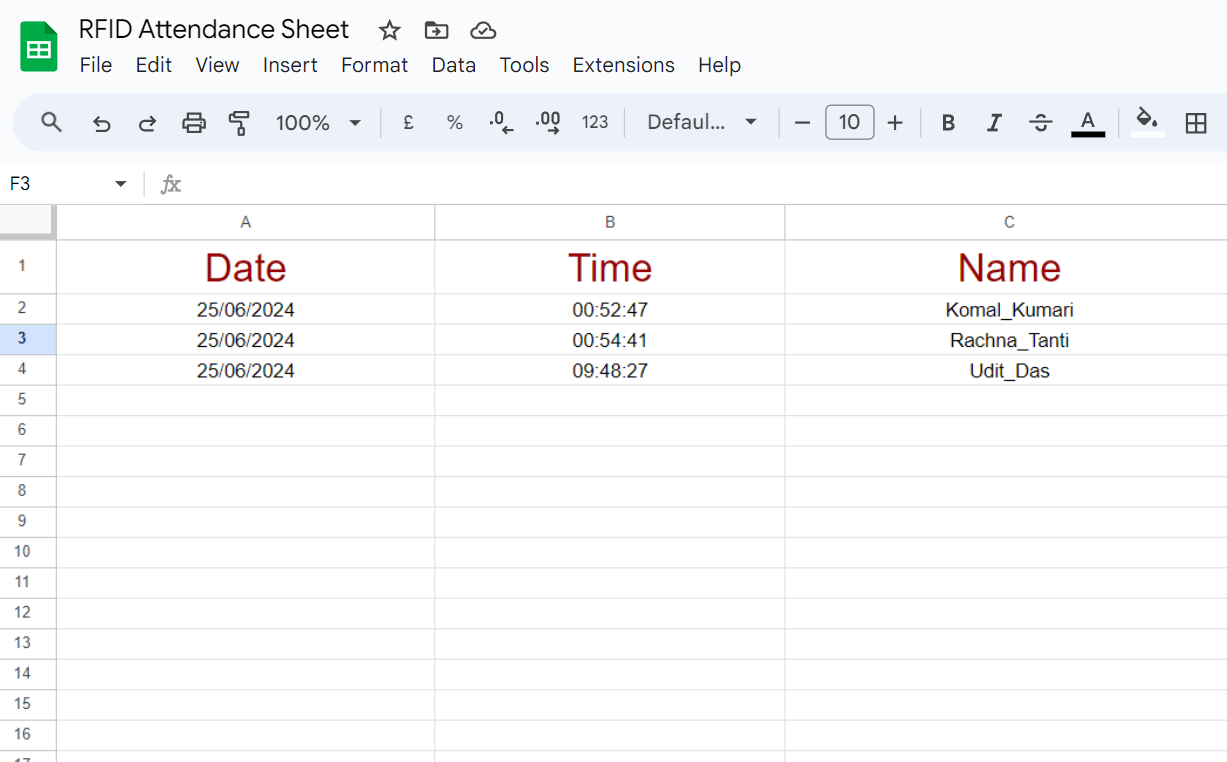 RFID Attendance Sheet
File Edit View Insert Format Data Tools Extensions Help
100% £ % .0 .00 123 Defaul... − 10 + B I S A
F3 fx
A B C
1 Date Time Name
2 25/06/2024 00:52:47 Komal_Kumari
3 25/06/2024 00:54:41 Rachna_Tanti
4 25/06/2024 09:48:27 Udit_Das
5
6
7
8
9
10
11
12
13
14
15
16
17